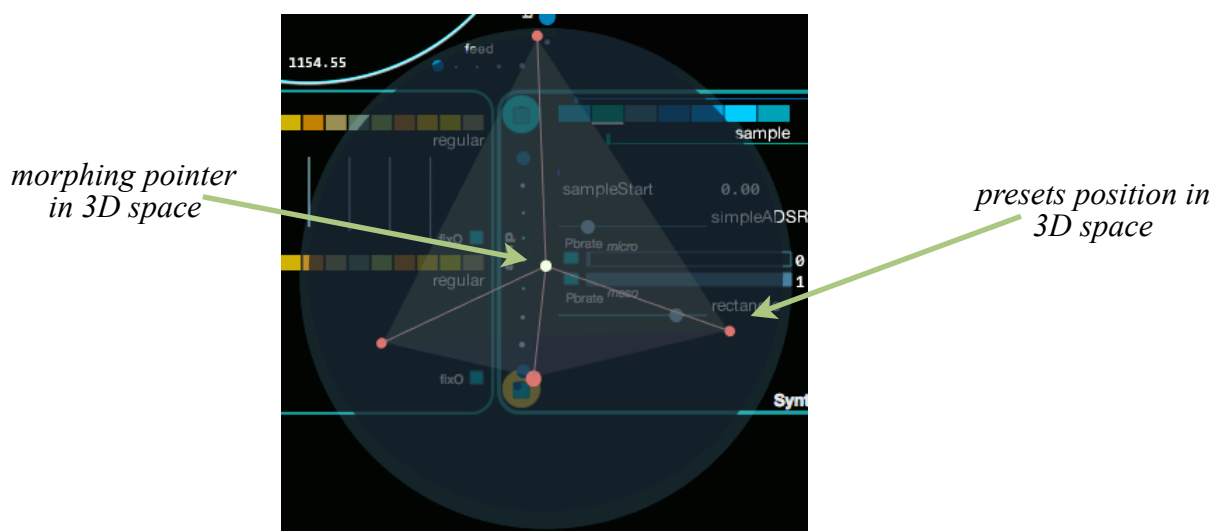 feed
1154.55
sample
regular
morphing pointer
in 3D space
sampleStart 0.00
presets position in
3D space
simpleADSR
fixO
Pbrate micro
0
regular
1
Pbrate meso
fixO